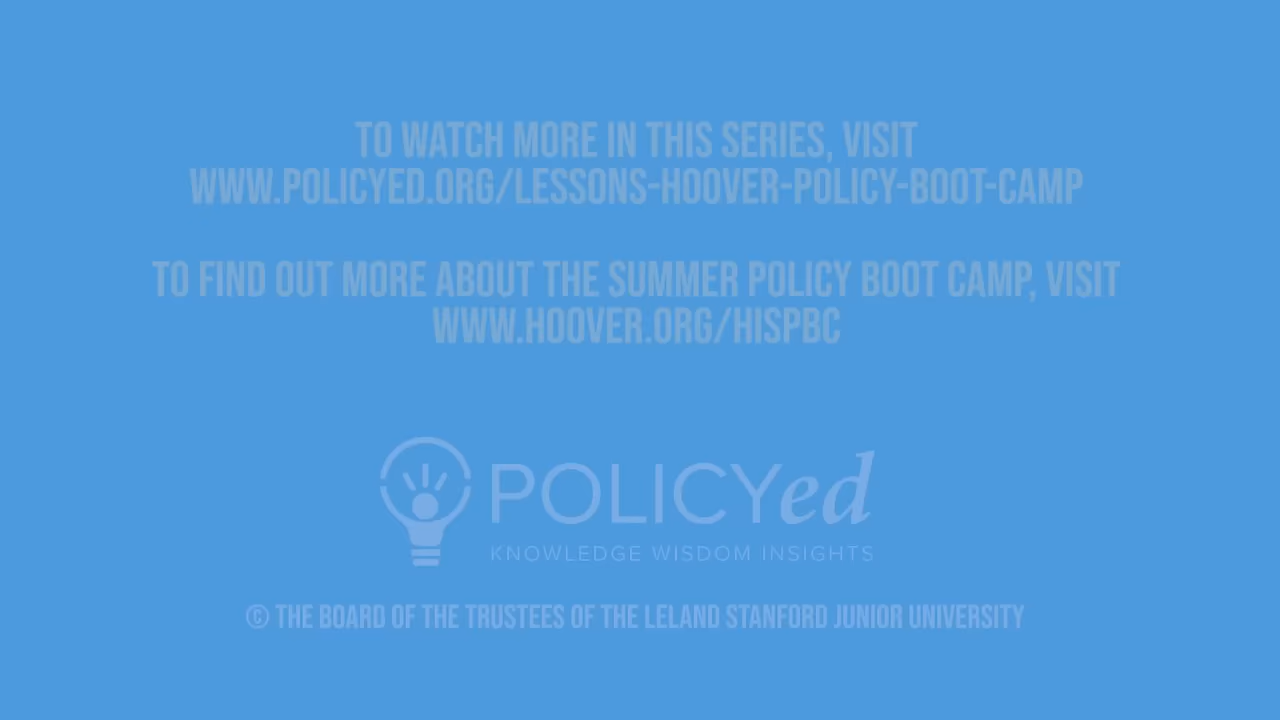 TO WATCH MORE IN THIS SERIES, VISIT
WWW.POLICYED.ORG/LESSONS-HOOVER-POLICY-BOOT-CAMP
TO FIND OUT MORE ABOUT THE SUMMER POLICY BOOT CAMP, VISIT
WWW.HOOVER.ORG/HISPBC
POLICYed
KNOWLEDGE WISDOM INSIGHTS
© THE BOARD OF THE TRUSTEES OF THE LELAND STANFORD JUNIOR UNIVERSITY